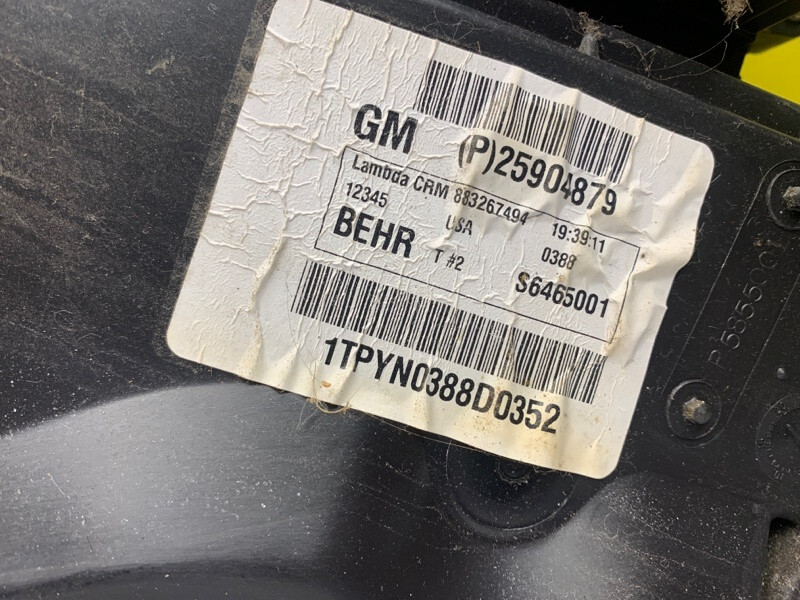 GM (P)25904879
Lambda CRM 883267494 19:39:11
12345 USA 0388
BEHR T #2 S6465001
1TPYN0388D0352